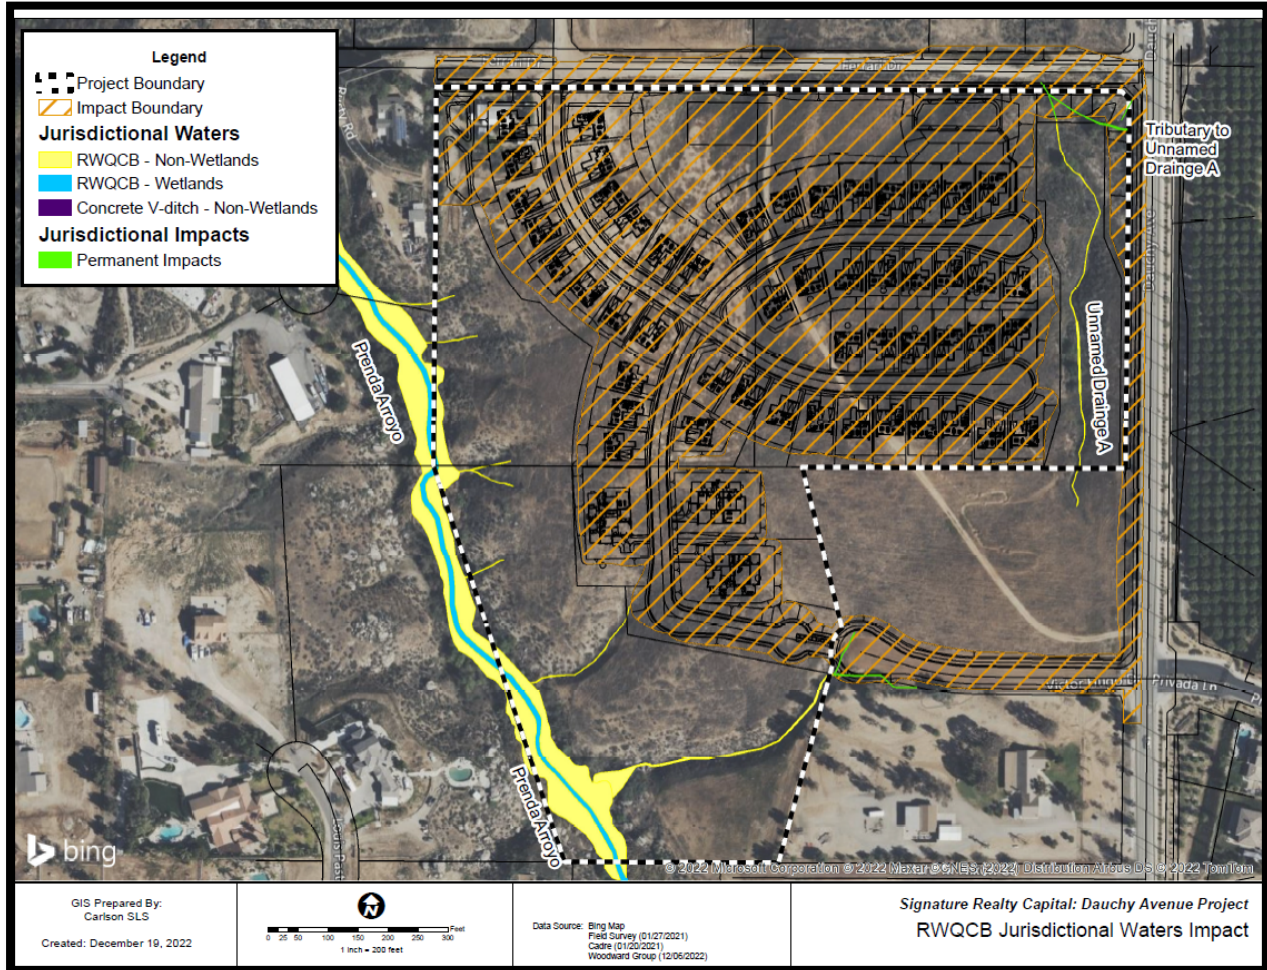 Legend
Project Boundary
Impact Boundary
Jurisdictional Waters
RWQCB - Non-Wetlands
RWQCB - Wetlands
Concrete V-ditch - Non-Wetlands
Jurisdictional Impacts
Permanent Impacts
Ferrari Dr
Dauchy Ave
Tributary to
Unnamed
Drainge A
Unnamed Drainge A
Prenda Arroyo
Prenda Arroyo
Privada Ln
bing
© 2022 Microsoft Corporation © 2022 Maxar ©CNES (2022) Distribution Airbus DS © 2022 TomTom
GIS Prepared By:
Carlson SLS
Created: December 19, 2022
N
0 25 50 100 150 200 250 300
Feet
1 inch = 200 feet
Data Source: Bing Map
Field Survey (01/27/2021)
Cadre (01/20/2021)
Woodward Group (12/06/2022)
Signature Realty Capital: Dauchy Avenue Project
RWQCB Jurisdictional Waters Impact